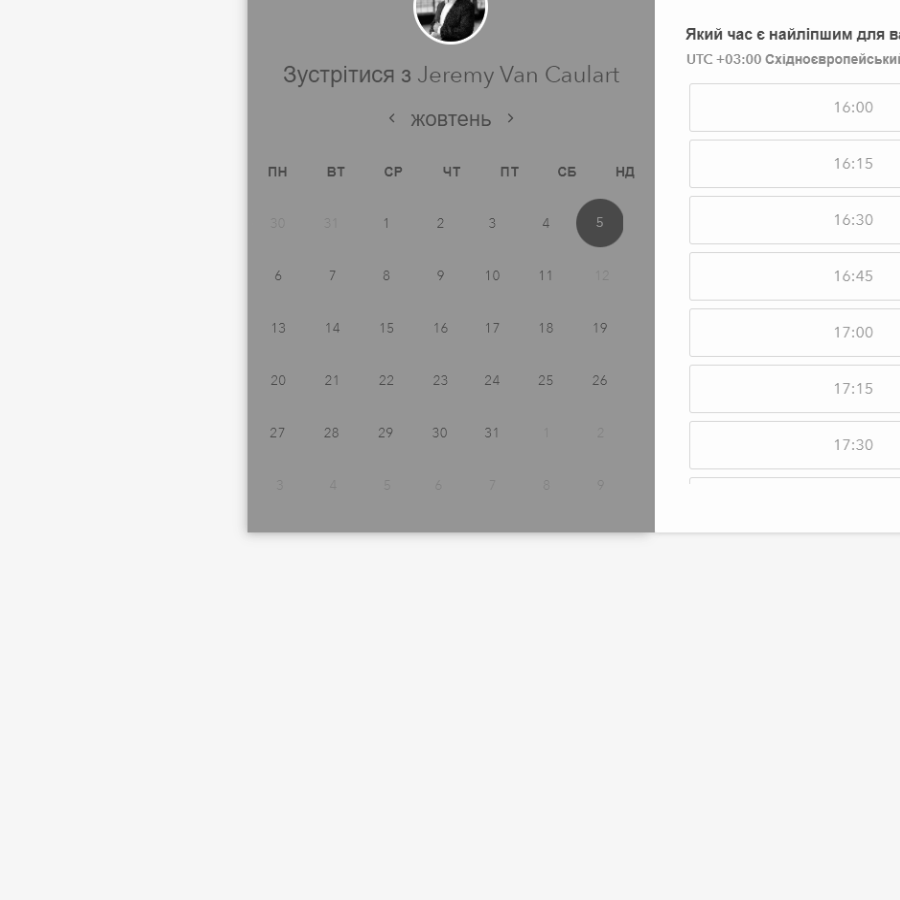 Зустрітися з Jeremy Van Caulart
‹ жовтень ›
ПН ВТ СР ЧТ ПТ СБ НД
30 31 1 2 3 4 5
6 7 8 9 10 11 12
13 14 15 16 17 18 19
20 21 22 23 24 25 26
27 28 29 30 31 1 2
3 4 5 6 7 8 9
Який час є найліпшим для ва
UTC +03:00 Східноєвропейський
16:00
16:15
16:30
16:45
17:00
17:15
17:30